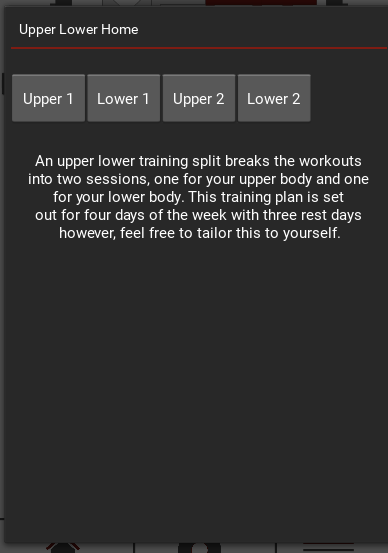 Upper Lower Home
Upper 1 Lower 1 Upper 2 Lower 2
An upper lower training split breaks the workouts
into two sessions, one for your upper body and one
for your lower body. This training plan is set
out for four days of the week with three rest days
however, feel free to tailor this to yourself.